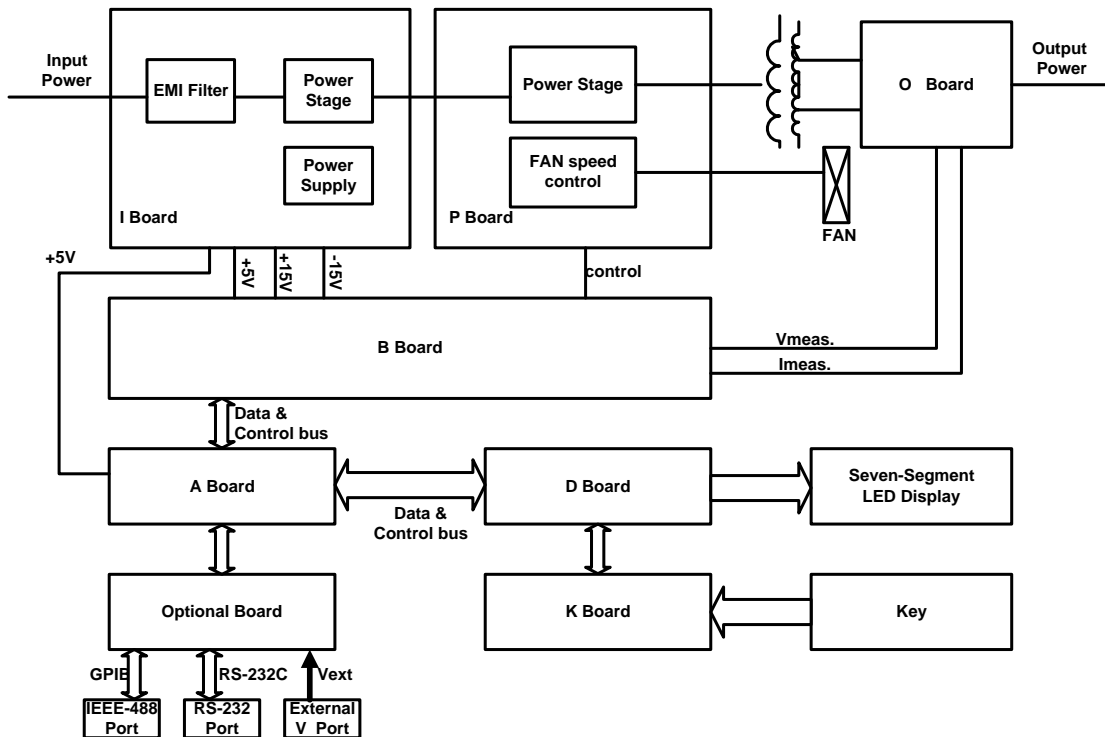 Input
Power
EMI Filter
Power
Stage
Power
Supply
I Board
Power Stage
FAN speed
control
P Board
O Board
Output
Power
FAN
+5V
+5V
+15V
-15V
control
B Board
Vmeas.
Imeas.
Data &
Control bus
A Board
Data &
Control bus
D Board
Seven-Segment
LED Display
Optional Board
K Board
Key
GPIB
RS-232C
Vext
IEEE-488
Port
RS-232
Port
External
V Port